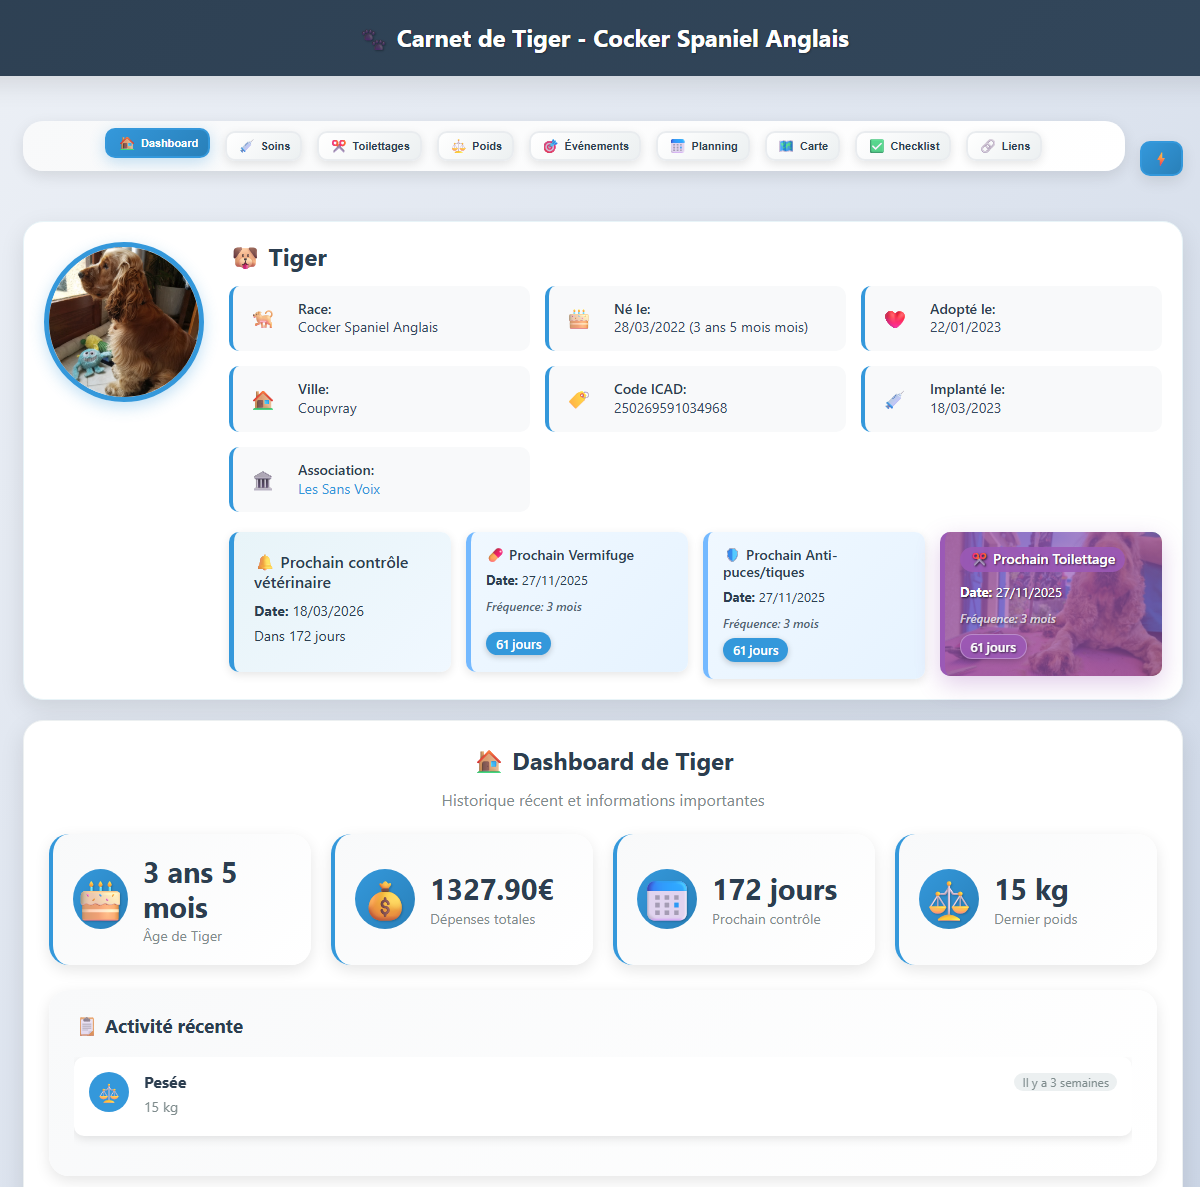 Carnet de Tiger - Cocker Spaniel Anglais
Dashboard
Soins
Toilettages
Poids
Événements
Planning
Carte
Checklist
Liens
Tiger
Race:
Cocker Spaniel Anglais
Né le:
28/03/2022 (3 ans 5 mois mois)
Adopté le:
22/01/2023
Ville:
Coupvray
Code ICAD:
250269591034968
Implanté le:
18/03/2023
Association:
Les Sans Voix
Prochain contrôle
vétérinaire
Date: 18/03/2026
Dans 172 jours
Prochain Vermifuge
Date: 27/11/2025
Fréquence: 3 mois
61 jours
Prochain Anti-
puces/tiques
Date: 27/11/2025
Fréquence: 3 mois
61 jours
Prochain Toilettage
Date: 27/11/2025
Fréquence: 3 mois
61 jours
Dashboard de Tiger
Historique récent et informations importantes
3 ans 5
mois
Âge de Tiger
1327.90€
Dépenses totales
172 jours
Prochain contrôle
15 kg
Dernier poids
Activité récente
Pesée
15 kg
Il y a 3 semaines